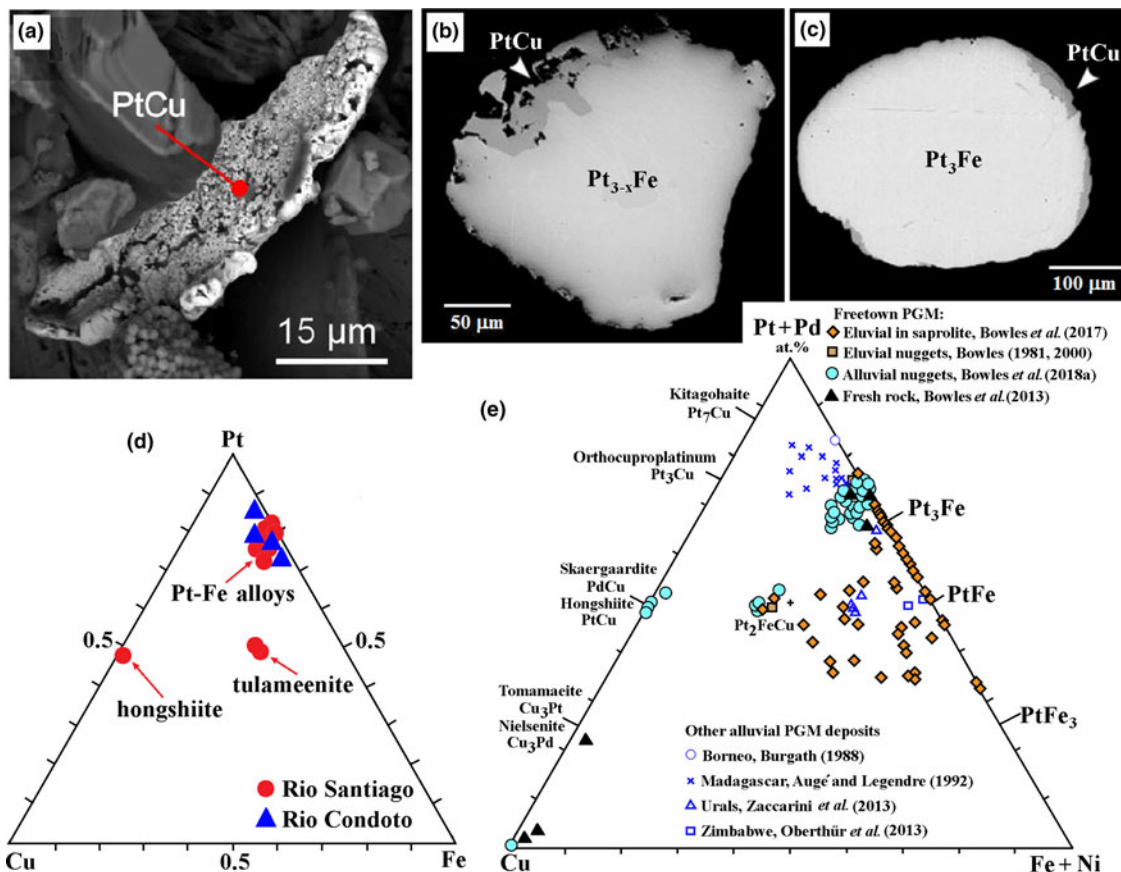 (a)
PtCu
15 μm
(b)
PtCu
Pt3-xFe
50 μm
(c)
PtCu
Pt3Fe
100 μm
(d)
Pt
Pt-Fe alloys
0.5
0.5
hongshiite
tulameenite
Rio Santiago
Rio Condoto
Cu
0.5
Fe
(e)
Pt + Pd
at.%
Freetown PGM:
Eluvial in saprolite, Bowles et al. (2017)
Eluvial nuggets, Bowles (1981, 2000)
Alluvial nuggets, Bowles et al. (2018a)
Fresh rock, Bowles et al. (2013)
Kitagohaite
Pt7Cu
Orthocuproplatinum
Pt3Cu
Pt3Fe
Skaergaardite
PdCu
Hongshiite
PtCu
PtFe
Pt2FeCu
Tomamaeite
Cu3Pt
Nielsenite
Cu3Pd
PtFe3
Other alluvial PGM deposits
Borneo, Burgath (1988)
Madagascar, Augé and Legendre (1992)
Urals, Zaccarini et al. (2013)
Zimbabwe, Oberthür et al. (2013)
Cu
Fe + Ni